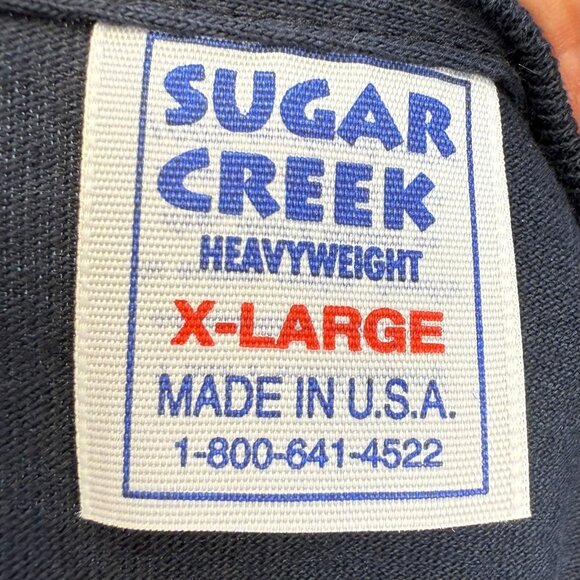 SUGAR
CREEK
HEAVYWEIGHT
X-LARGE
MADE IN U.S.A.
1-800-641-4522